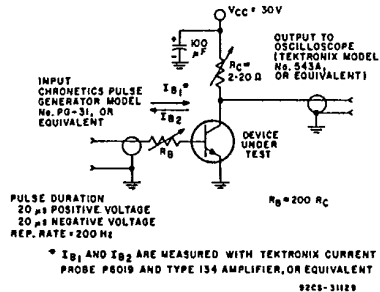 VCC = 30V
100
µF
RC=
2-20 Ω
OUTPUT TO
OSCILLOSCOPE
(TEKTRONIX MODEL
No. 543A,
OR EQUIVALENT)
INPUT
CHRONETICS PULSE
GENERATOR MODEL
No. PG-31, OR
EQUIVALENT
IB1*
IB2
RB
DEVICE
UNDER
TEST
PULSE DURATION
20 µs POSITIVE VOLTAGE
20 µs NEGATIVE VOLTAGE
REP. RATE = 200 Hz
RB = 200 RC
* IB1 AND IB2 ARE MEASURED WITH TEKTRONIX CURRENT
PROBE P6019 AND TYPE 134 AMPLIFIER, OR EQUIVALENT
92CS-31129